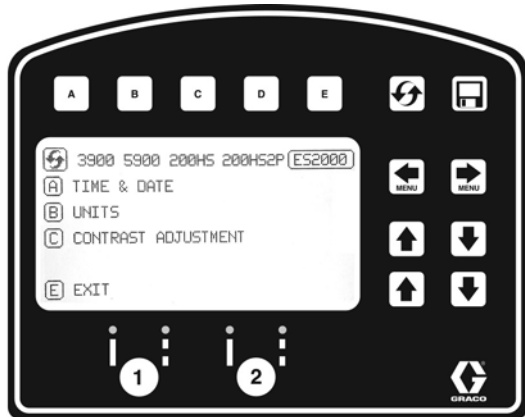 A B C D E
3900 5900 200HS 200HS2P ES2000
A TIME & DATE
MENU MENU
B UNITS
C CONTRAST ADJUSTMENT
E EXIT
1 2
GRACO